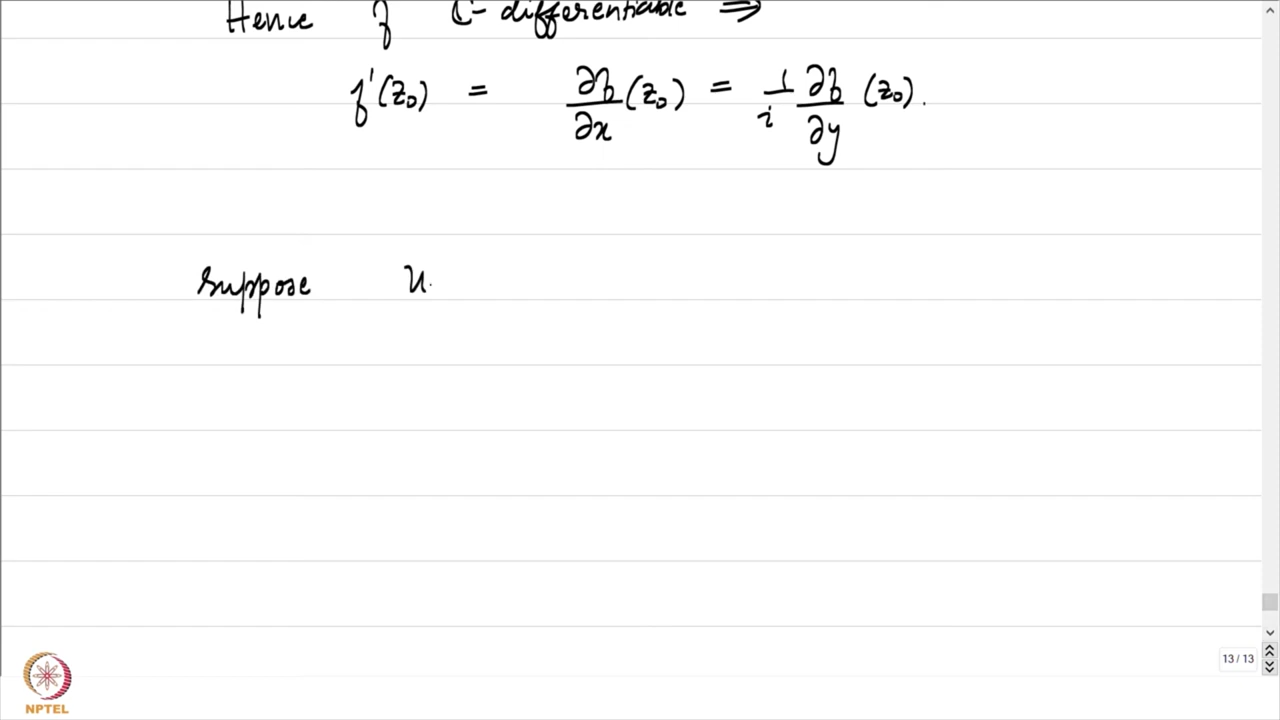 Hence f ℂ-differentiable ⇒
f'(z₀) = ∂f/∂x (z₀) = 1/i ∂f/∂y (z₀).
Suppose U
13 / 13
NPTEL